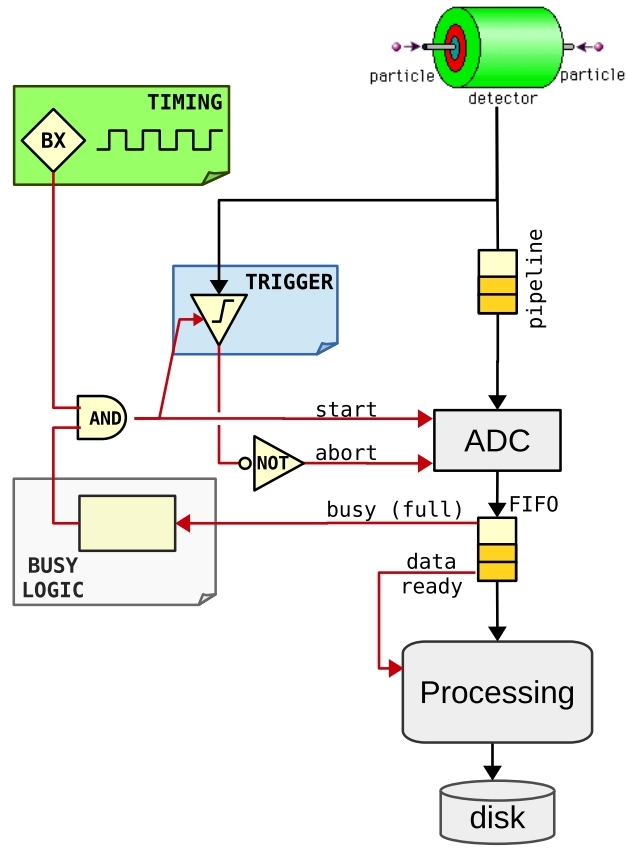 particle
particle
detector
TIMING
BX
pipeline
TRIGGER
AND
start
ADC
NOT
abort
FIFO
busy (full)
BUSY
LOGIC
data
ready
Processing
disk